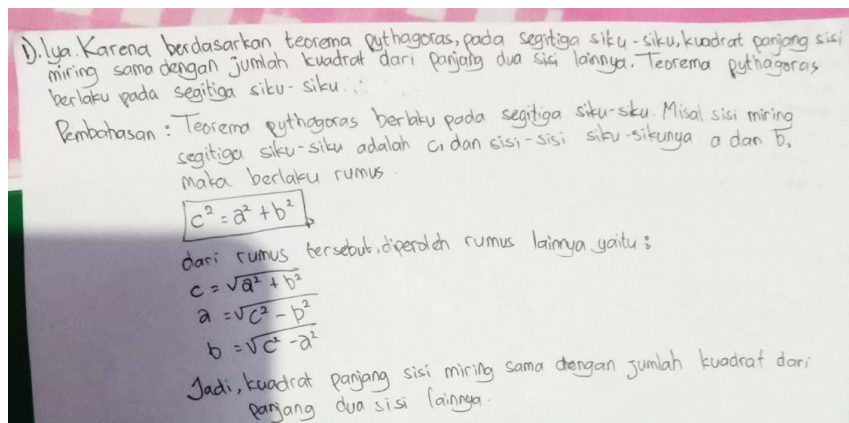 1). Iya. Karena berdasarkan teorema pythagoras, pada segitiga siku-siku, kuadrat panjang sisi
miring sama dengan jumlah kuadrat dari panjang dua sisi lainnya. Teorema pythagoras
berlaku pada segitiga siku-siku.
Pembahasan : Teorema pythagoras berlaku pada segitiga siku-siku. Misal sisi miring
segitiga siku-siku adalah c, dan sisi-sisi siku-sikunya a dan b,
maka berlaku rumus.
c² = a² + b²
dari rumus tersebut, diperoleh rumus lainnya yaitu :
c = √a² + b²
a = √c² - b²
b = √c² - a²
Jadi, kuadrat panjang sisi miring sama dengan jumlah kuadrat dari
panjang dua sisi lainnya.